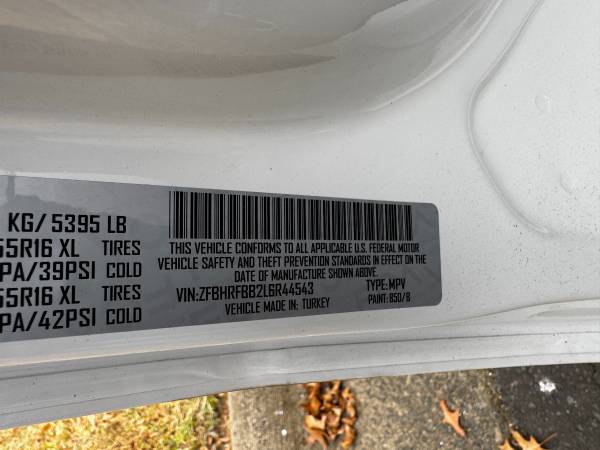 KG/5395 LB
55R16 XL TIRES
PA/39PSI COLD
55R16 XL TIRES
PA/42PSI COLD
THIS VEHICLE CONFORMS TO ALL APPLICABLE U.S. FEDERAL MOTOR
VEHICLE SAFETY AND THEFT PREVENTION STANDARDS IN EFFECT ON THE
DATE OF MANUFACTURE SHOWN ABOVE.
VIN:ZFBHRFBB2L6R44543 TYPE:MPV
VEHICLE MADE IN: TURKEY PAINT:850/B